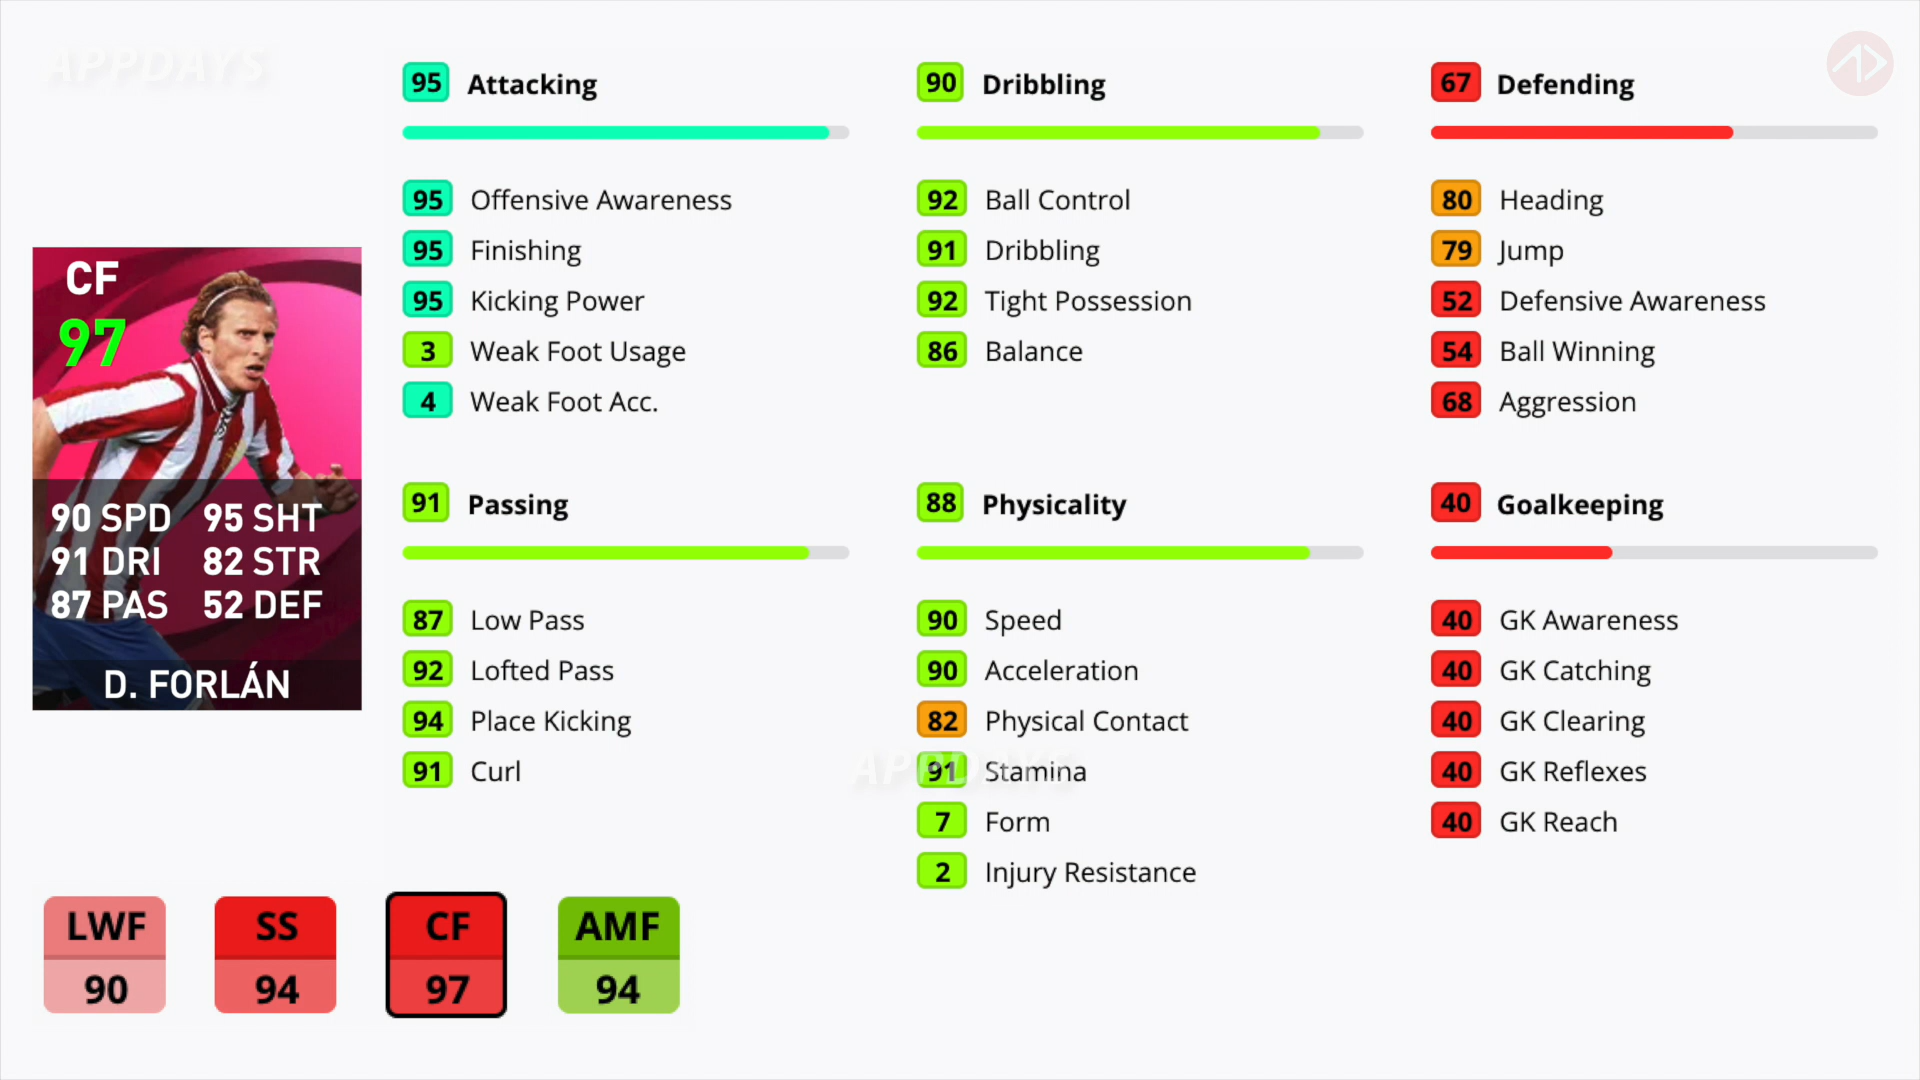 APPDAYS
CF
97
90 SPD 95 SHT
91 DRI 82 STR
87 PAS 52 DEF
D. FORLÁN
95 Attacking
95 Offensive Awareness
95 Finishing
95 Kicking Power
3 Weak Foot Usage
4 Weak Foot Acc.
90 Dribbling
92 Ball Control
91 Dribbling
92 Tight Possession
86 Balance
67 Defending
80 Heading
79 Jump
52 Defensive Awareness
54 Ball Winning
68 Aggression
91 Passing
87 Low Pass
92 Lofted Pass
94 Place Kicking
91 Curl
88 Physicality
90 Speed
90 Acceleration
82 Physical Contact
91 Stamina
7 Form
2 Injury Resistance
APPDAYS
40 Goalkeeping
40 GK Awareness
40 GK Catching
40 GK Clearing
40 GK Reflexes
40 GK Reach
LWF SS CF AMF
90 94 97 94